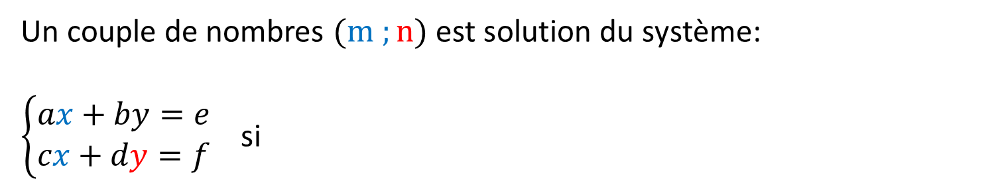 Un couple de nombres (m ; n) est solution du système:
ax + by = e
cx + dy = f
si